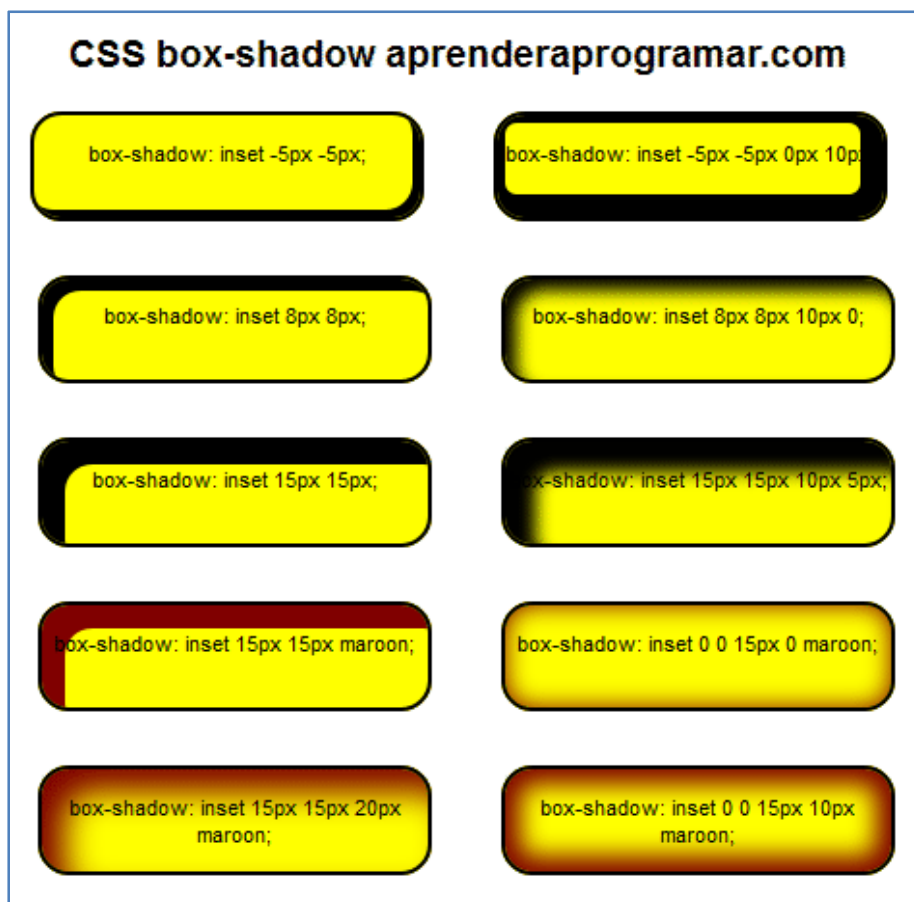 CSS box-shadow aprenderaprogramar.com
box-shadow: inset -5px -5px;
box-shadow: inset -5px -5px 0px 10p
box-shadow: inset 8px 8px;
box-shadow: inset 8px 8px 10px 0;
box-shadow: inset 15px 15px;
box-shadow: inset 15px 15px 10px 5px;
box-shadow: inset 15px 15px maroon;
box-shadow: inset 0 0 15px 0 maroon;
box-shadow: inset 15px 15px 20px
maroon;
box-shadow: inset 0 0 15px 10px
maroon;